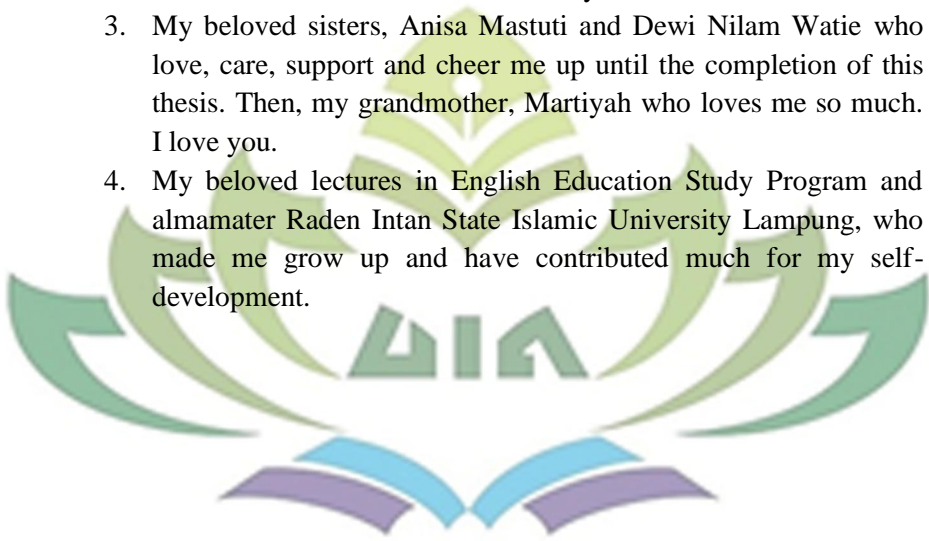 3. My beloved sisters, Anisa Mastuti and Dewi Nilam Watie who
love, care, support and cheer me up until the completion of this
thesis. Then, my grandmother, Martiyah who loves me so much.
I love you.
4. My beloved lectures in English Education Study Program and
almamater Raden Intan State Islamic University Lampung, who
made me grow up and have contributed much for my self-
development.
UIN